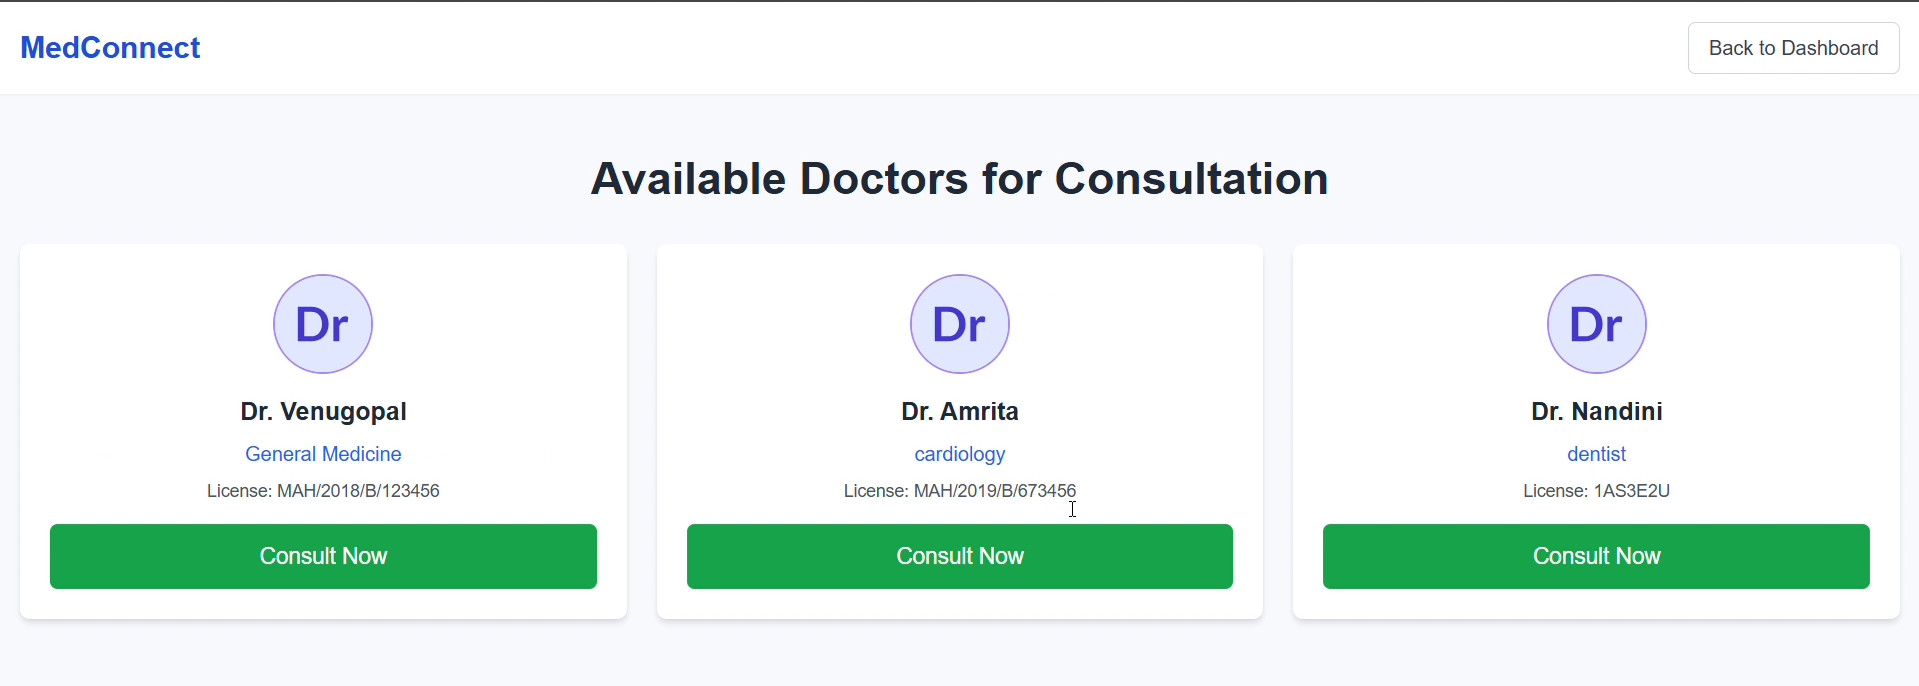 MedConnect
Back to Dashboard
Available Doctors for Consultation
Dr
Dr. Venugopal
General Medicine
License: MAH/2018/B/123456
Consult Now
Dr
Dr. Amrita
cardiology
License: MAH/2019/B/673456
Consult Now
Dr
Dr. Nandini
dentist
License: 1AS3E2U
Consult Now